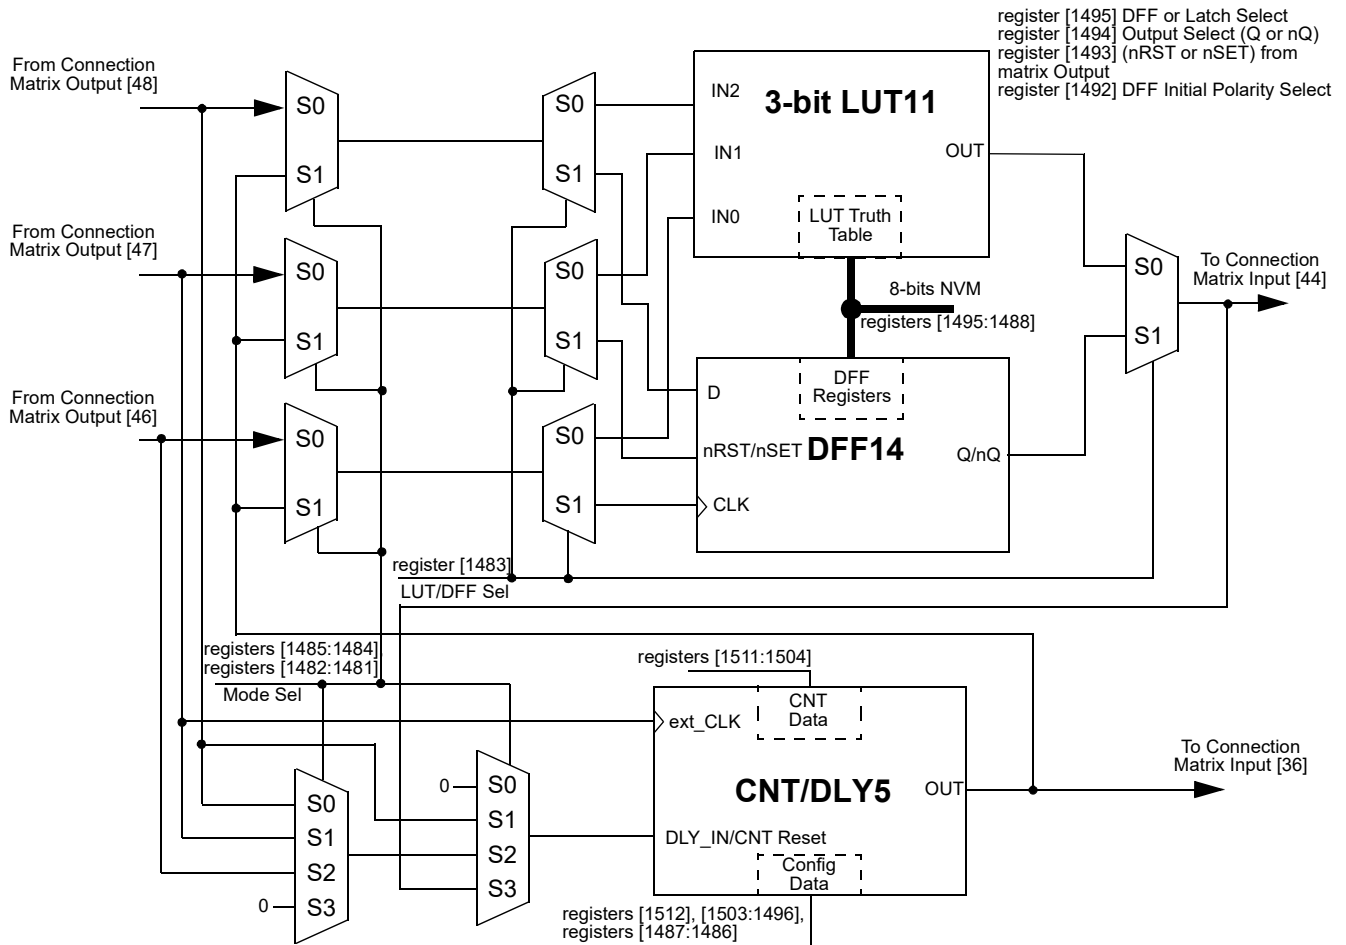 register [1495] DFF or Latch Select
register [1494] Output Select (Q or nQ)
register [1493] (nRST or nSET) from
matrix Output
register [1492] DFF Initial Polarity Select
From Connection
Matrix Output [48]
S0
S1
S0
S1
IN2
3-bit LUT11
IN1
OUT
IN0
LUT Truth
Table
From Connection
Matrix Output [47]
S0
S1
S0
S1
8-bits NVM
registers [1495:1488]
S0
S1
To Connection
Matrix Input [44]
From Connection
Matrix Output [46]
S0
S1
S0
S1
DFF
Registers
D
nRST/nSET
DFF14
Q/nQ
CLK
register [1483]
LUT/DFF Sel
registers [1485:1484],
registers [1482:1481]
Mode Sel
registers [1511:1504]
CNT
Data
ext_CLK
CNT/DLY5
OUT
To Connection
Matrix Input [36]
DLY_IN/CNT Reset
Config
Data
0
S0
S1
S2
S3
S0
S1
S2
0
S3
registers [1512], [1503:1496],
registers [1487:1486]